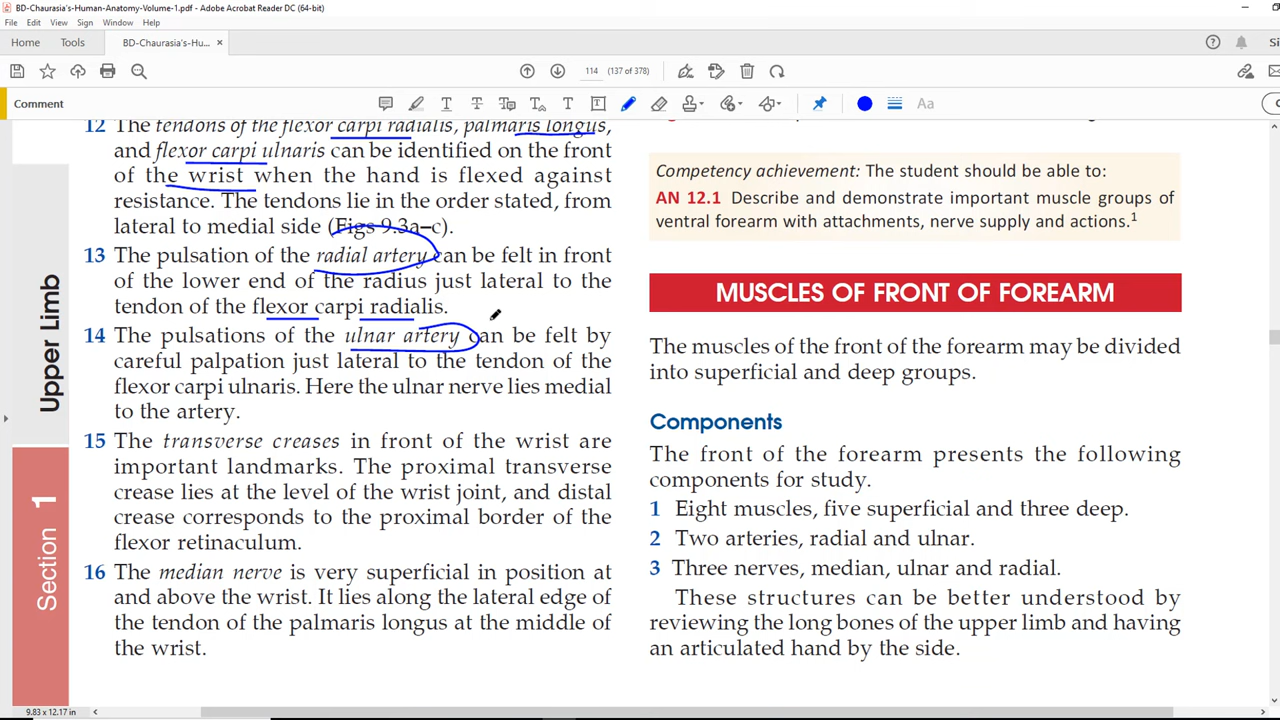 BD-Chaurasia's-Human-Anatomy-Volume-1.pdf - Adobe Acrobat Reader DC (64-bit)
File Edit View Sign Window Help
Home Tools BD-Chaurasia's-Hu... ×
114 (137 of 378)
Comment
12 The tendons of the flexor carpi radialis, palmaris longus,
and flexor carpi ulnaris can be identified on the front
of the wrist when the hand is flexed against
resistance. The tendons lie in the order stated, from
lateral to medial side (Figs 9.3a–c).
13 The pulsation of the radial artery can be felt in front
of the lower end of the radius just lateral to the
tendon of the flexor carpi radialis.
14 The pulsations of the ulnar artery can be felt by
careful palpation just lateral to the tendon of the
flexor carpi ulnaris. Here the ulnar nerve lies medial
to the artery.
15 The transverse creases in front of the wrist are
important landmarks. The proximal transverse
crease lies at the level of the wrist joint, and distal
crease corresponds to the proximal border of the
flexor retinaculum.
16 The median nerve is very superficial in position at
and above the wrist. It lies along the lateral edge of
the tendon of the palmaris longus at the middle of
the wrist.
Upper Limb
Section 1
Competency achievement: The student should be able to:
AN 12.1 Describe and demonstrate important muscle groups of
ventral forearm with attachments, nerve supply and actions.1
MUSCLES OF FRONT OF FOREARM
The muscles of the front of the forearm may be divided
into superficial and deep groups.
Components
The front of the forearm presents the following
components for study.
1 Eight muscles, five superficial and three deep.
2 Two arteries, radial and ulnar.
3 Three nerves, median, ulnar and radial.
These structures can be better understood by
reviewing the long bones of the upper limb and having
an articulated hand by the side.
9.83 x 12.17 in